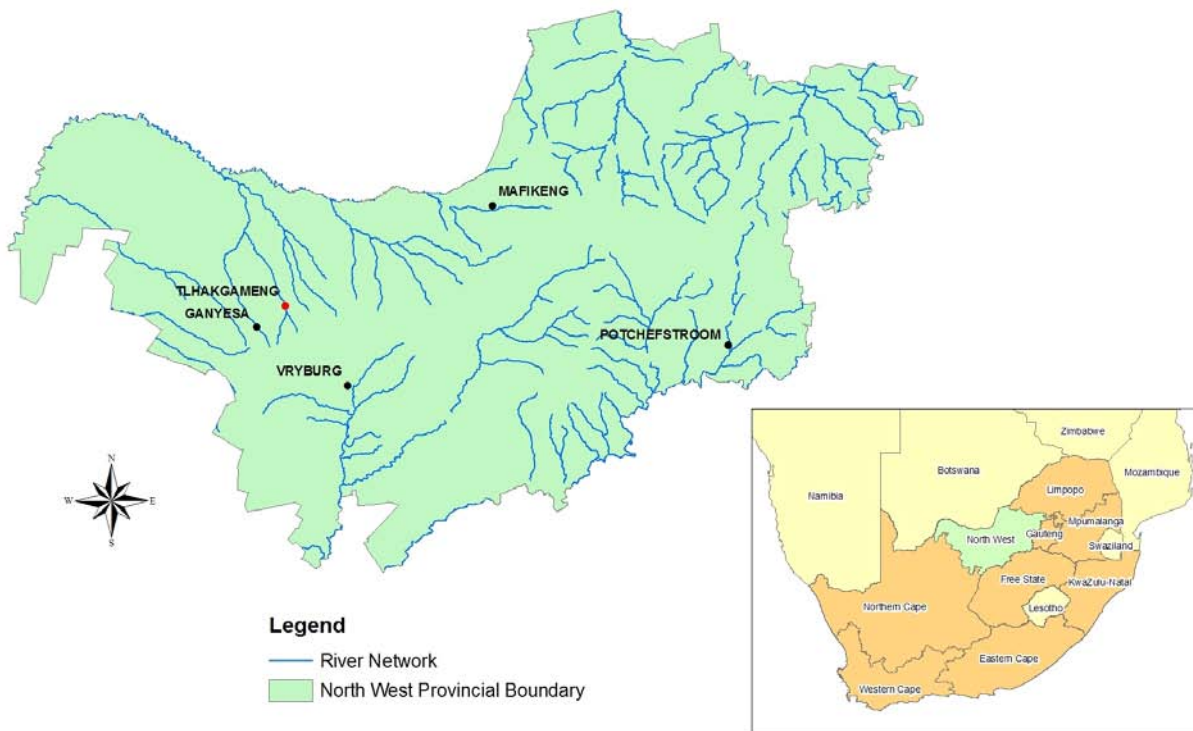 MAFIKENG
TLHAKGAMENG
GANYESA
POTCHEFSTROOM
VRYBURG
N
W
E
S
Legend
River Network
North West Provincial Boundary
Zimbabwe
Botswana
Mozambique
Namibia
Limpopo
Mpumalanga
North West
Gauteng
Swaziland
Free State
KwaZulu-Natal
Northern Cape
Lesotho
Eastern Cape
Western Cape